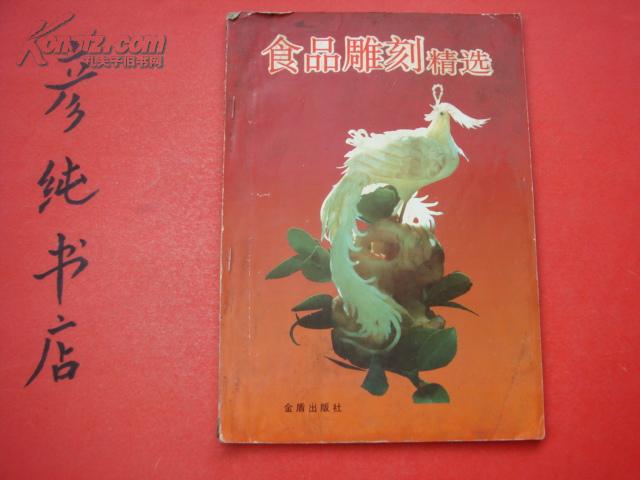 Kongfz.com
孔夫子旧书网
彦纯书店
食品雕刻精选
金盾出版社